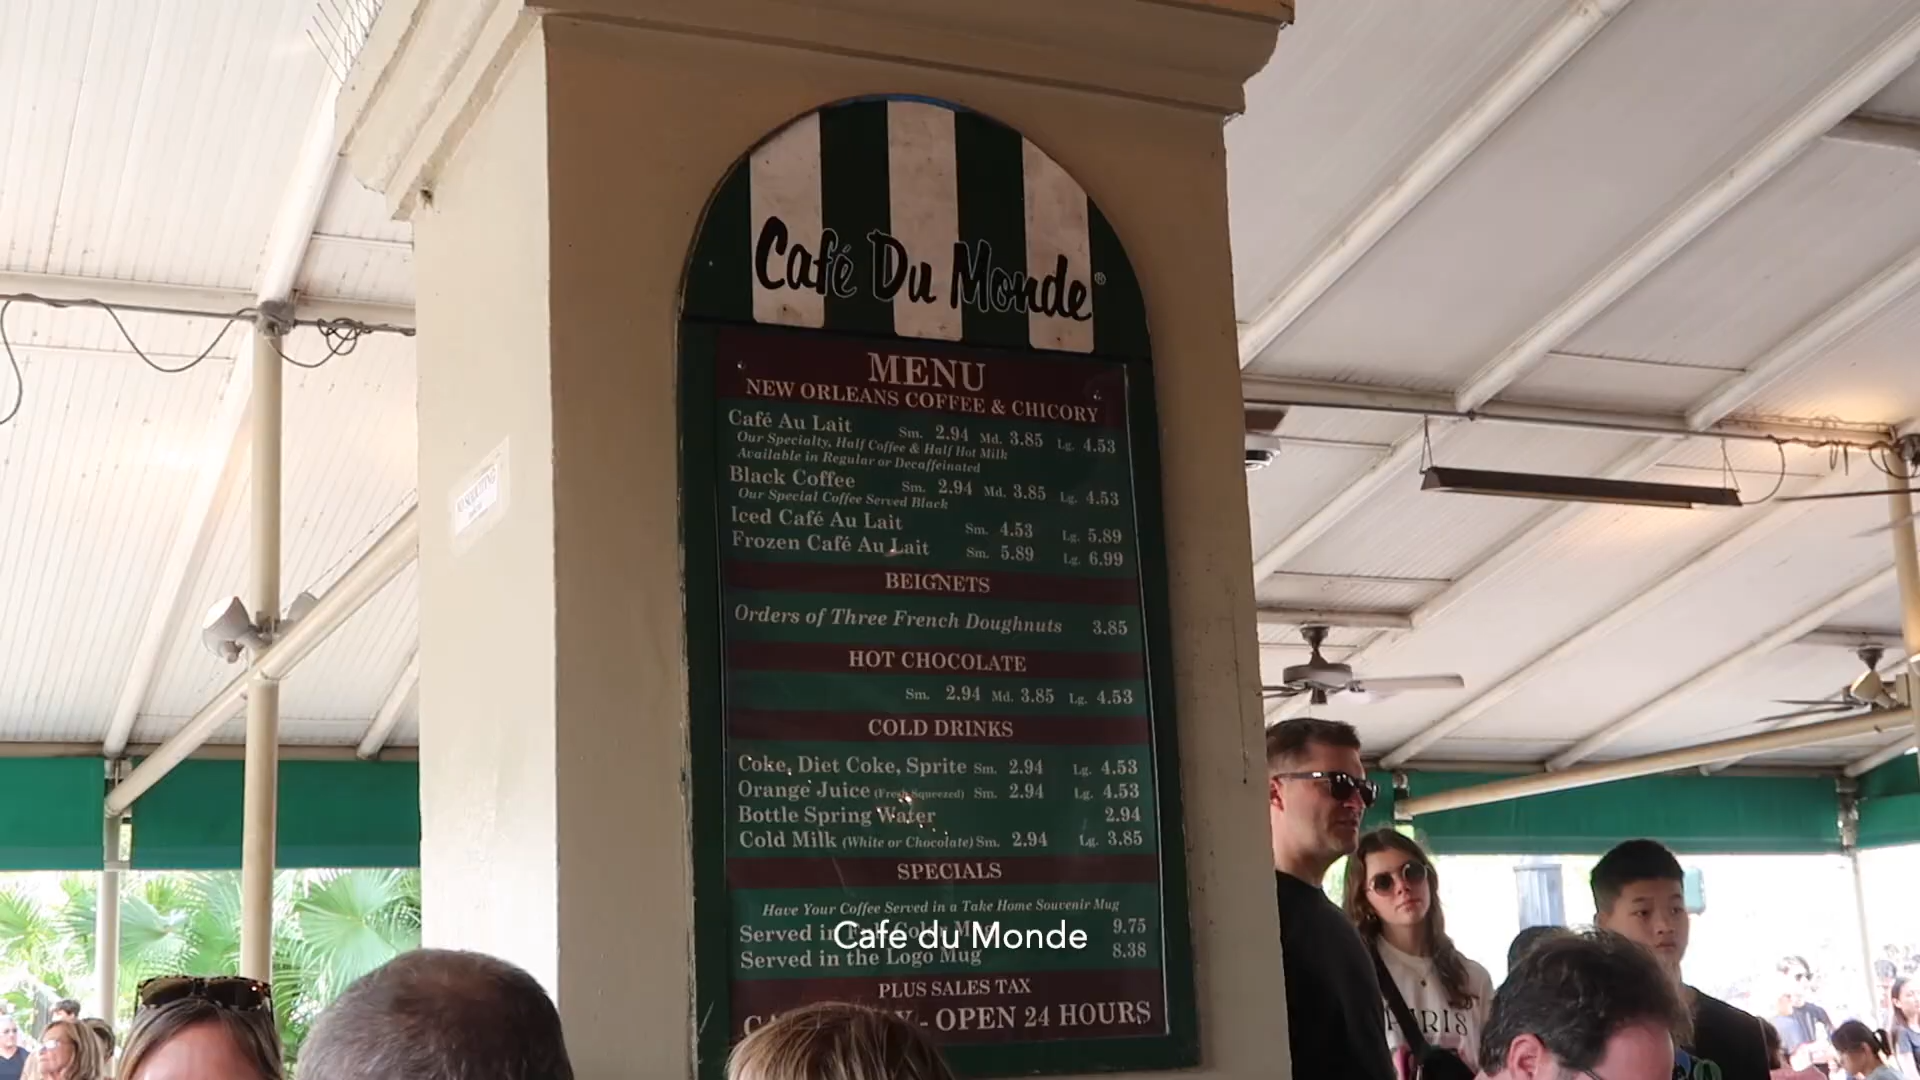 Café Du Monde®
MENU
NEW ORLEANS COFFEE & CHICORY
Café Au Lait Sm. 2.94 Md. 3.85 Lg. 4.53
Our Specialty, Half Coffee & Half Hot Milk
Available in Regular or Decaffeinated
Black Coffee Sm. 2.94 Md. 3.85 Lg. 4.53
Our Special Coffee Served Black
Iced Café Au Lait Sm. 4.53 Lg. 5.89
Frozen Café Au Lait Sm. 5.89 Lg. 6.99
BEIGNETS
Orders of Three French Doughnuts 3.85
HOT CHOCOLATE
Sm. 2.94 Md. 3.85 Lg. 4.53
COLD DRINKS
Coke, Diet Coke, Sprite Sm. 2.94 Lg. 4.53
Orange Juice (Fresh Squeezed) Sm. 2.94 Lg. 4.53
Bottle Spring Water 2.94
Cold Milk (White or Chocolate) Sm. 2.94 Lg. 3.85
SPECIALS
Have Your Coffee Served in a Take Home Souvenir Mug
Served in Full Color Mug 9.75
Cafe du Monde
Served in the Logo Mug 8.38
PLUS SALES TAX
- OPEN 24 HOURS